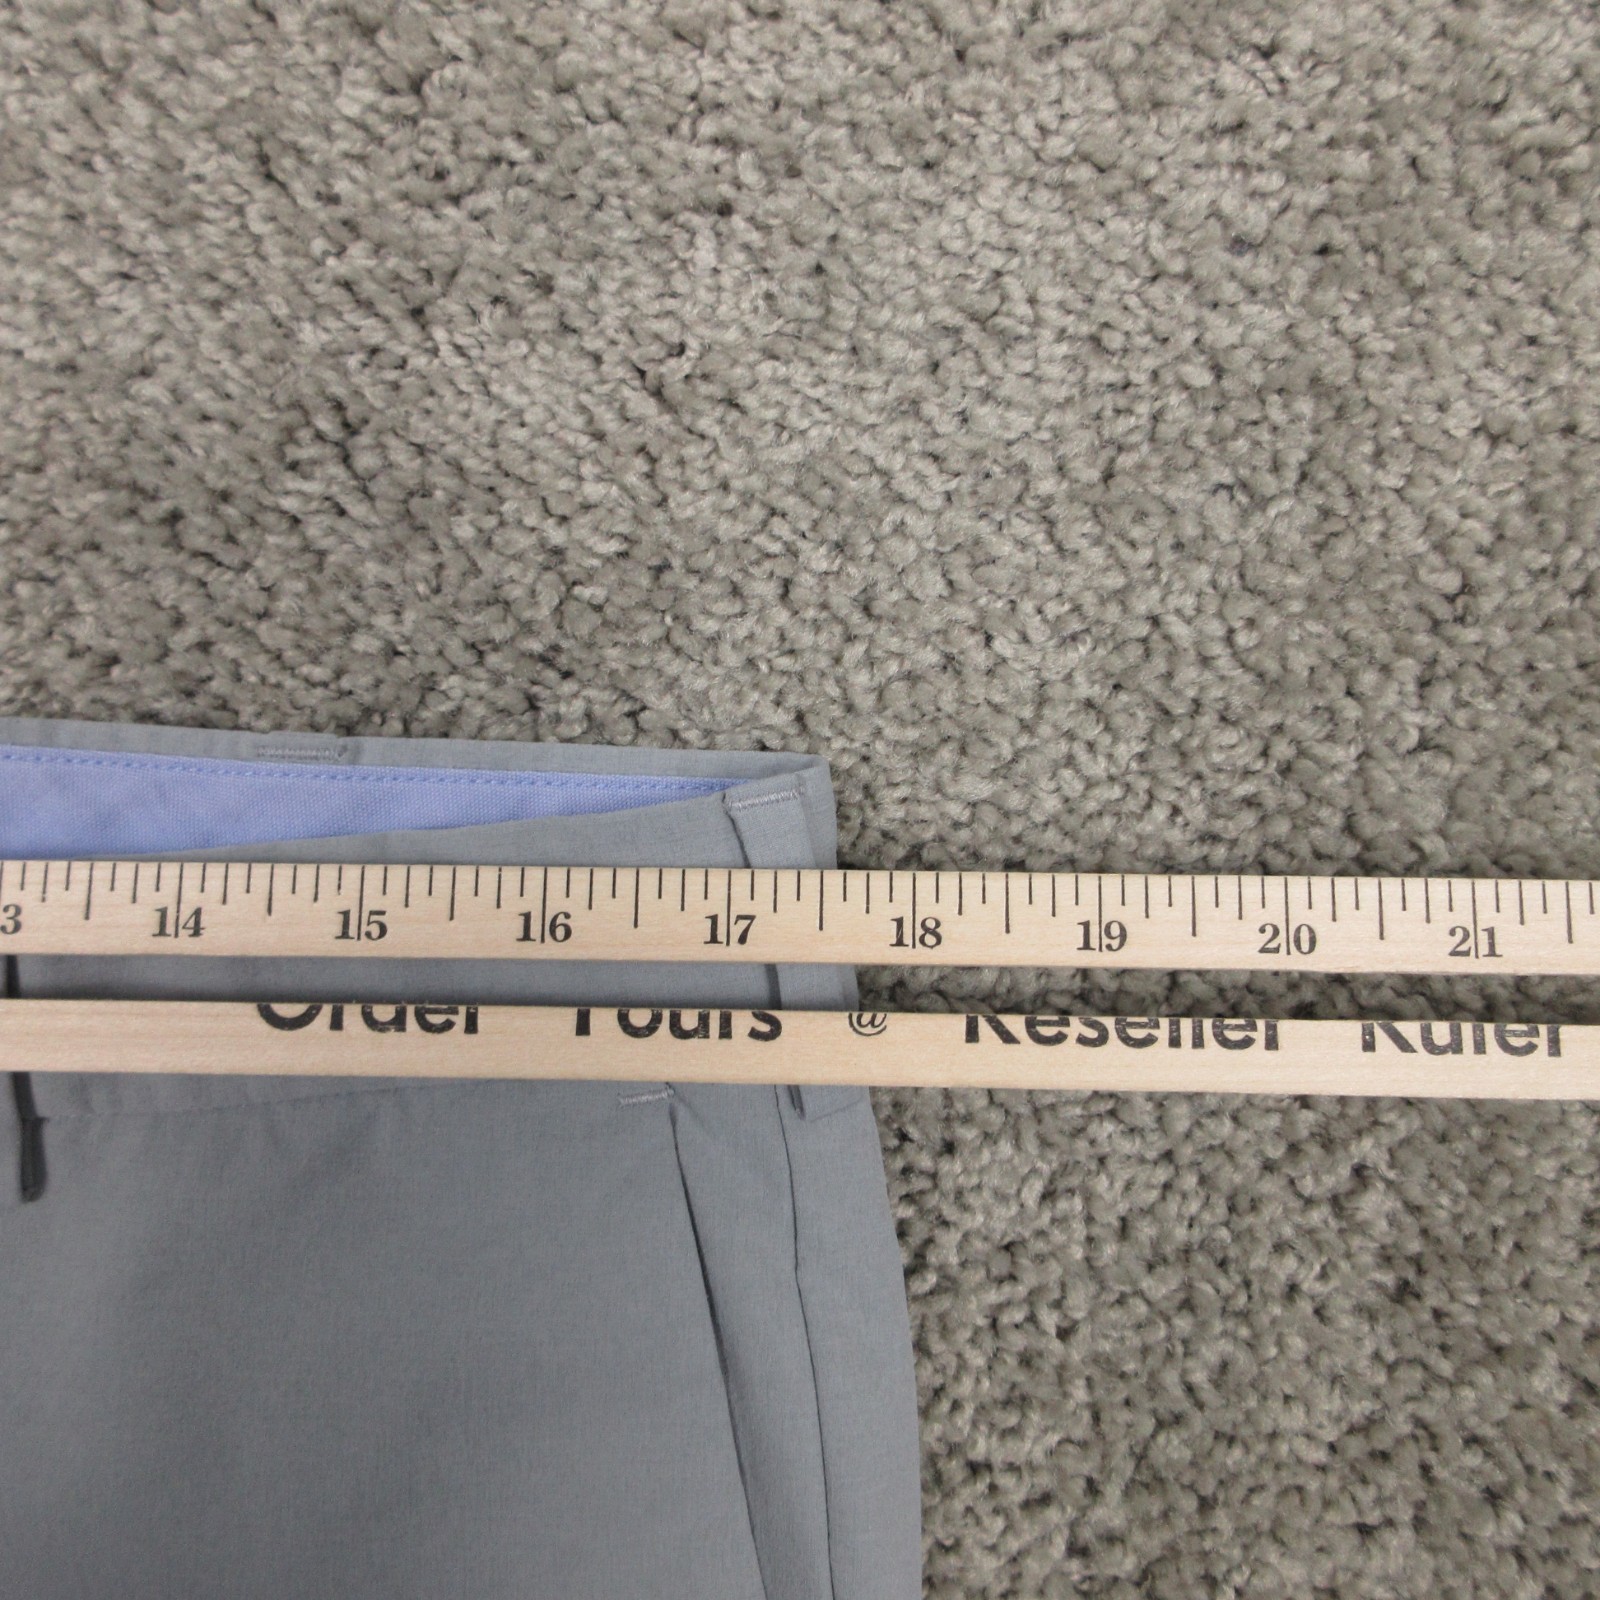 3 14 15 16 17 18 19 20 21
Order Yours @ Reseller Ruler